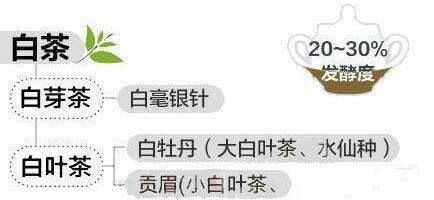 白茶
20~30%
发酵度
白芽茶
白毫银针
白叶茶
白牡丹（大白叶茶、水仙种）
贡眉(小白叶茶、